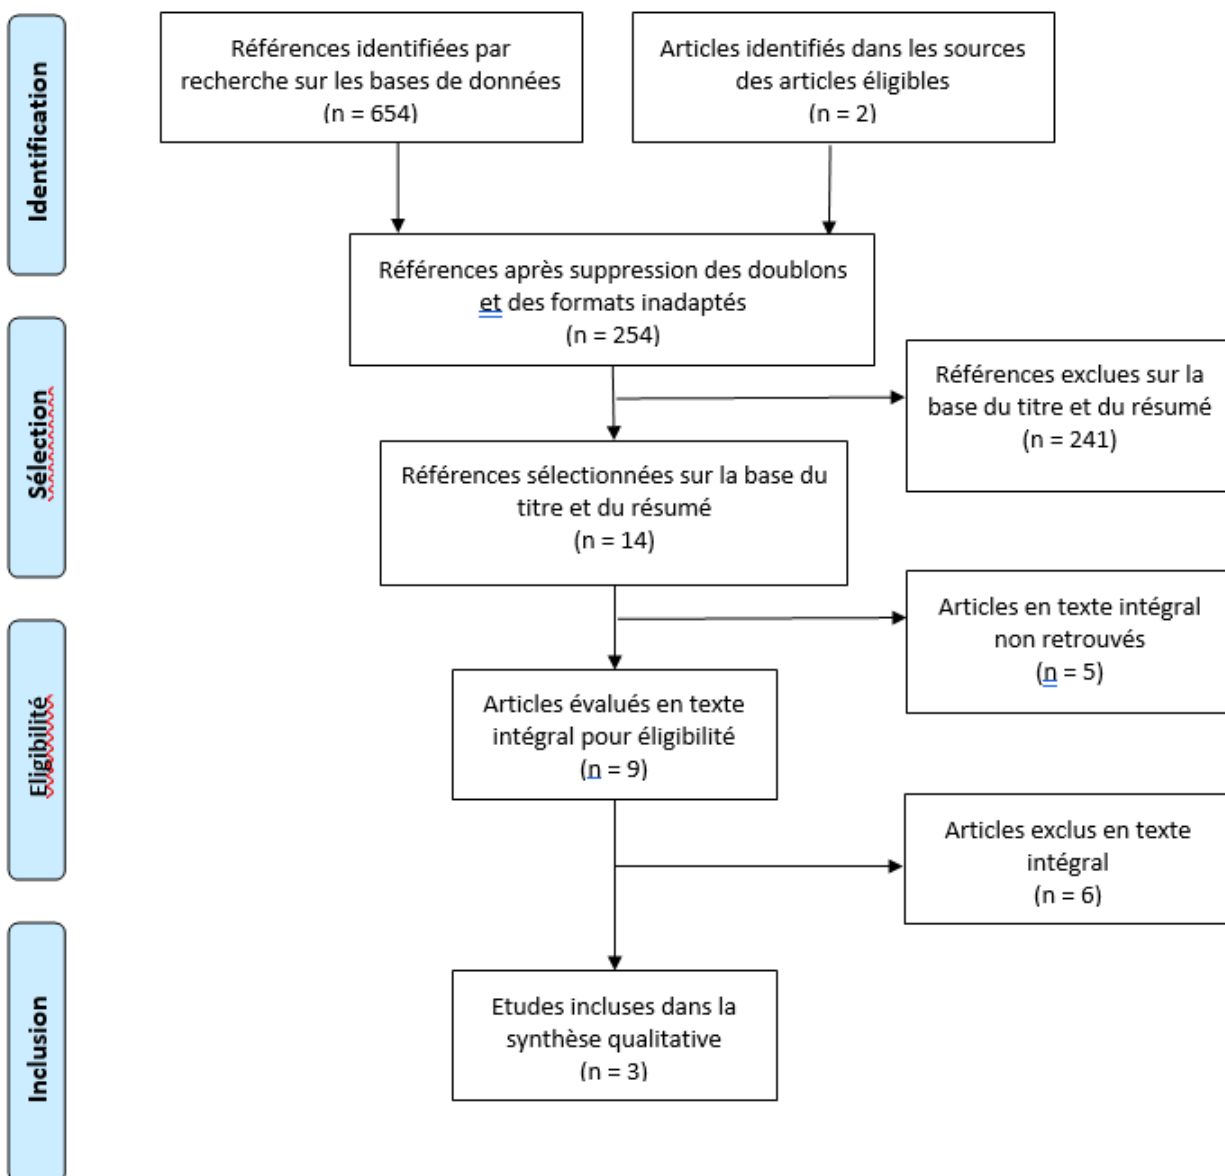 Identification
Références identifiées par
recherche sur les bases de données
(n = 654)
Articles identifiés dans les sources
des articles éligibles
(n = 2)
Références après suppression des doublons
et des formats inadaptés
(n = 254)
Sélection
Références exclues sur la
base du titre et du résumé
(n = 241)
Références sélectionnées sur la base du
titre et du résumé
(n = 14)
Articles en texte intégral
non retrouvés
(n = 5)
Eligibilité
Articles évalués en texte
intégral pour éligibilité
(n = 9)
Articles exclus en texte
intégral
(n = 6)
Inclusion
Etudes incluses dans la
synthèse qualitative
(n = 3)